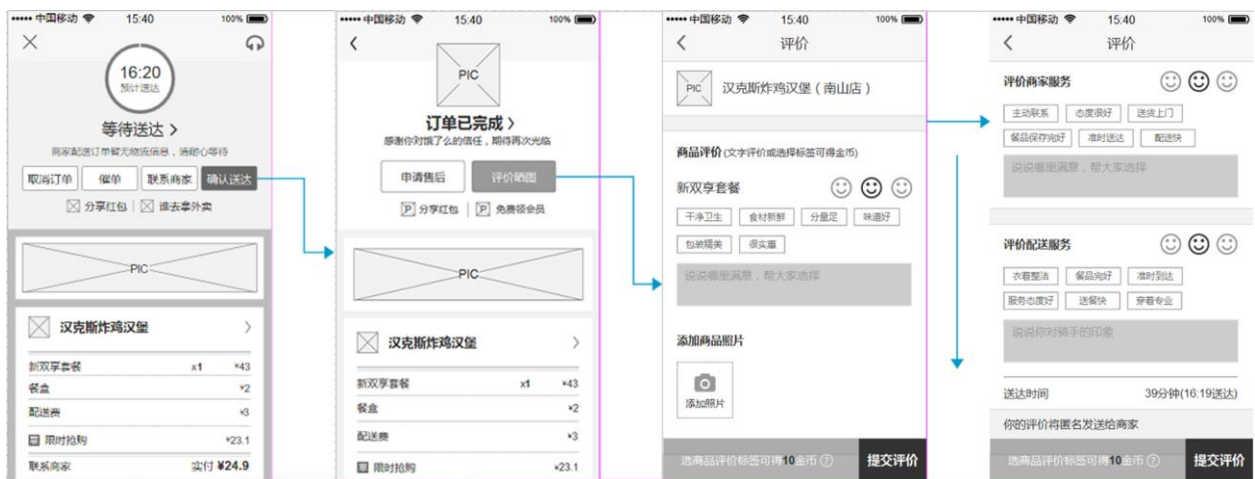 中国移动 15:40 100%
16:20
预计送达
等待送达 >
商家配送订单暂无物流信息，请耐心等待
取消订单 催单 联系商家 确认送达
分享红包 谁去拿外卖
PIC
汉克斯炸鸡汉堡 >
新双享套餐 x1 ¥43
餐盒 ¥2
配送费 ¥3
限时抢购 ¥23.1
联系商家 实付 ¥24.9
中国移动 15:40 100%
PIC
订单已完成 >
感谢你对饿了么的信任，期待再次光临
申请售后 评价晒图
P 分享红包 P 免费领会员
PIC
汉克斯炸鸡汉堡 >
新双享套餐 x1 ¥43
餐盒 ¥2
配送费 ¥3
限时抢购 ¥23.1
中国移动 15:40 100%
评价
PIC 汉克斯炸鸡汉堡（南山店）
商品评价(文字评价或选择标签可得金币)
新双享套餐
干净卫生 食材新鲜 分量足 味道好
包装精美 很实惠
说说哪里满意，帮大家选择
添加商品照片
添加照片
选商品评价标签可得10金币? 提交评价
中国移动 15:40 100%
评价
评价商家服务
主动联系 态度很好 送货上门
餐品保存完好 准时送达 配送快
说说哪里满意，帮大家选择
评价配送服务
衣着整洁 餐品完好 准时到达
服务态度好 送餐快 穿着专业
说说你对骑手的印象
送达时间 39分钟(16:19送达)
你的评价将匿名发送给商家
选商品评价标签可得10金币? 提交评价